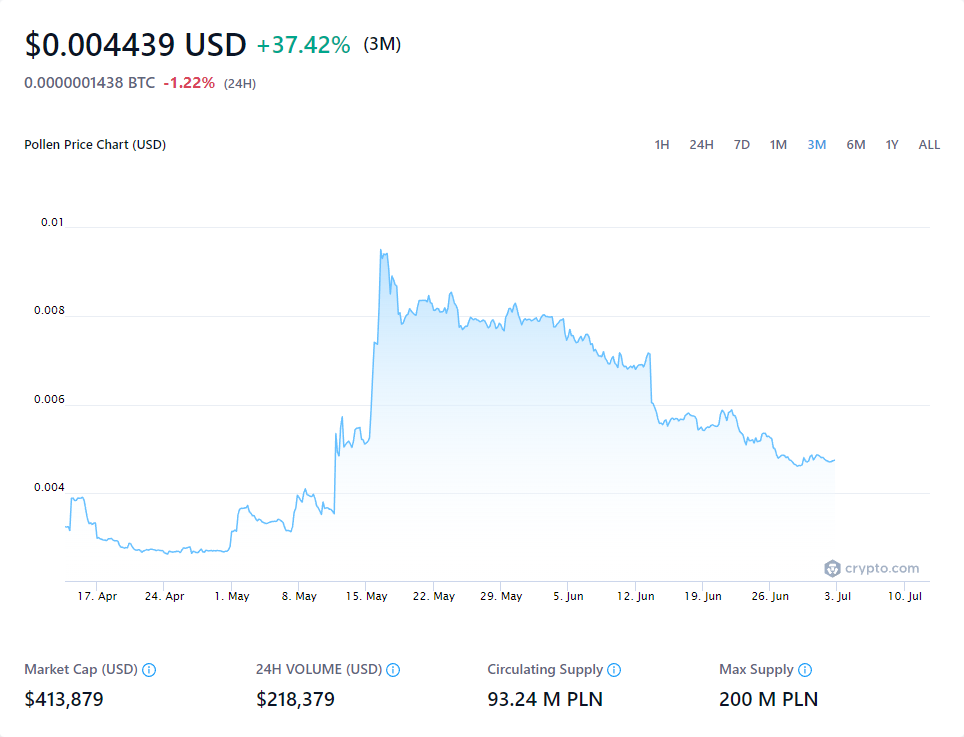 $0.004439 USD +37.42% (3M)
0.0000001438 BTC -1.22% (24H)
Pollen Price Chart (USD) 1H 24H 7D 1M 3M 6M 1Y ALL
0.01
0.008
0.006
0.004
crypto.com
17. Apr 24. Apr 1. May 8. May 15. May 22. May 29. May 5. Jun 12. Jun 19. Jun 26. Jun 3. Jul 10. Jul
Market Cap (USD) 24H VOLUME (USD) Circulating Supply Max Supply
$413,879 $218,379 93.24 M PLN 200 M PLN